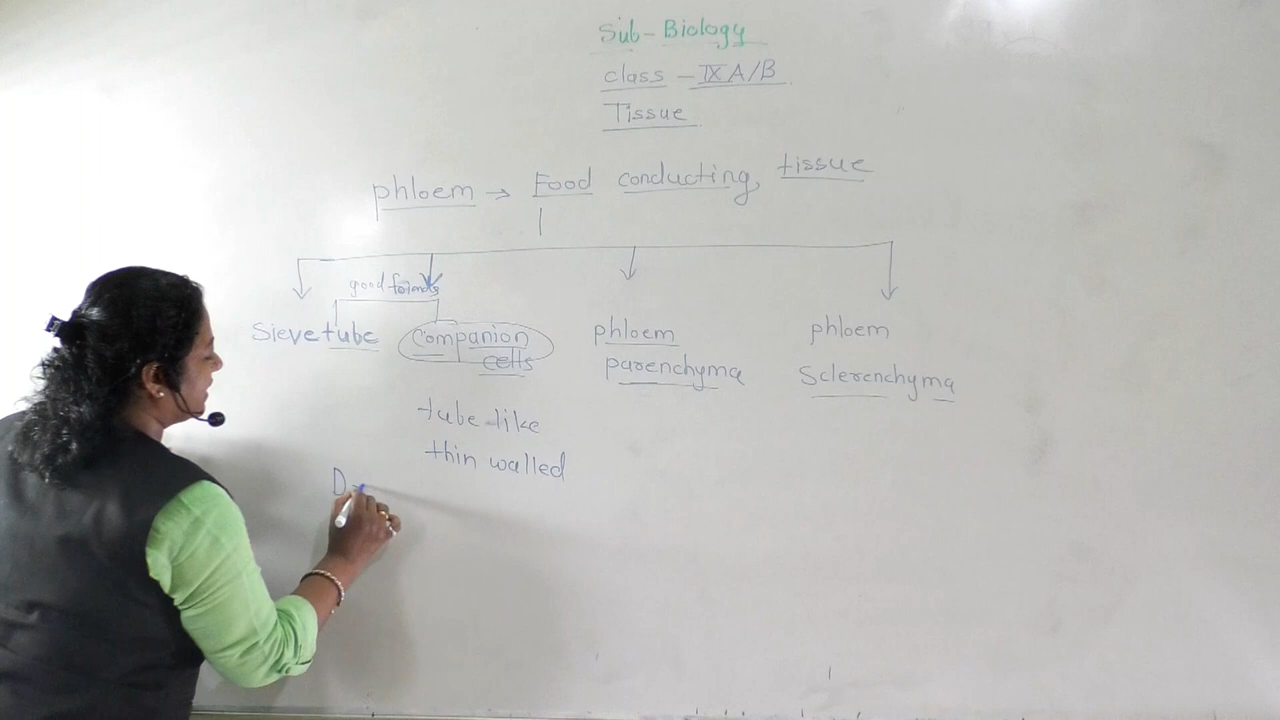 Sub-Biology
class - IX A/B
Tissue
phloem → Food conducting tissue
good friends
Sieve tube
Companion cells
phloem parenchyma
phloem Sclerenchyma
tube-like
thin walled
D